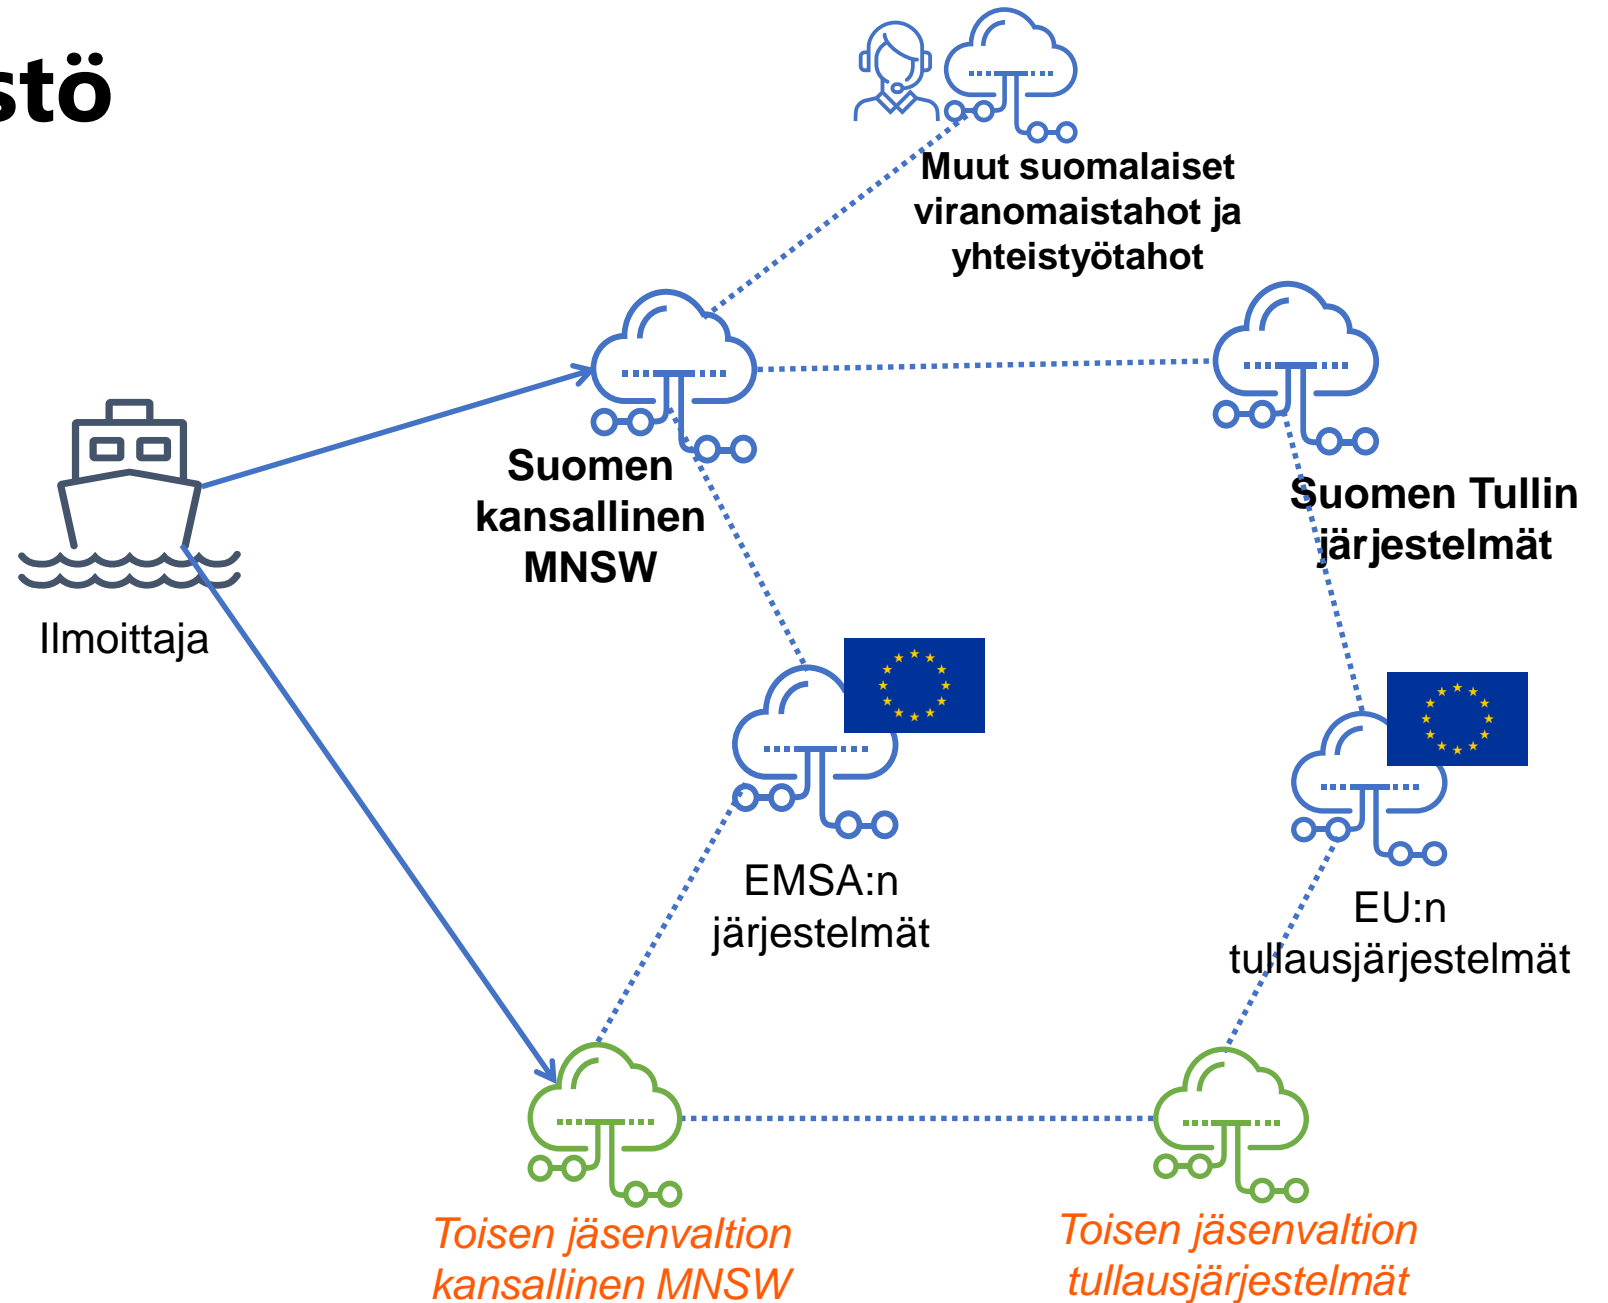 stö
Muut suomalaiset
viranomaistahot ja
yhteistyötahot
Suomen
kansallinen
MNSW
Suomen Tullin
järjestelmät
Ilmoittaja
EMSA:n
järjestelmät
EU:n
tullausjärjestelmät
Toisen jäsenvaltion
kansallinen MNSW
Toisen jäsenvaltion
tullausjärjestelmät